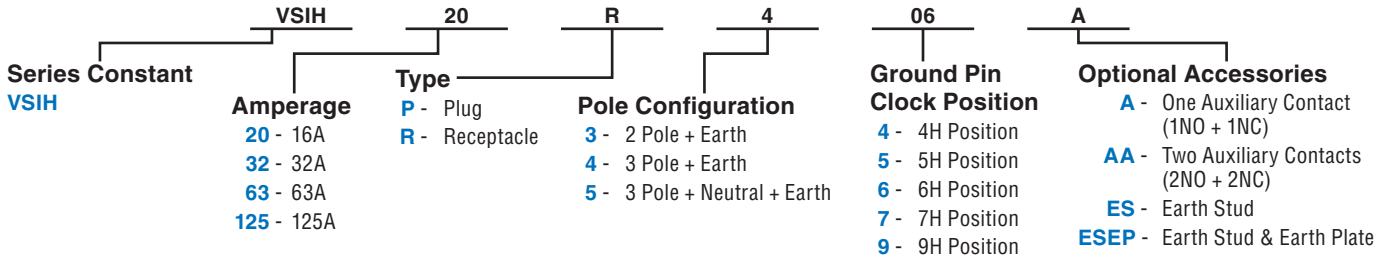 VSIH 20 R 4 06 A
Series Constant
VSIH
Amperage
20 - 16A
32 - 32A
63 - 63A
125 - 125A
Type
P - Plug
R - Receptacle
Pole Configuration
3 - 2 Pole + Earth
4 - 3 Pole + Earth
5 - 3 Pole + Neutral + Earth
Ground Pin
Clock Position
4 - 4H Position
5 - 5H Position
6 - 6H Position
7 - 7H Position
9 - 9H Position
Optional Accessories
A - One Auxiliary Contact
(1NO + 1NC)
AA - Two Auxiliary Contacts
(2NO + 2NC)
ES - Earth Stud
ESEP - Earth Stud & Earth Plate